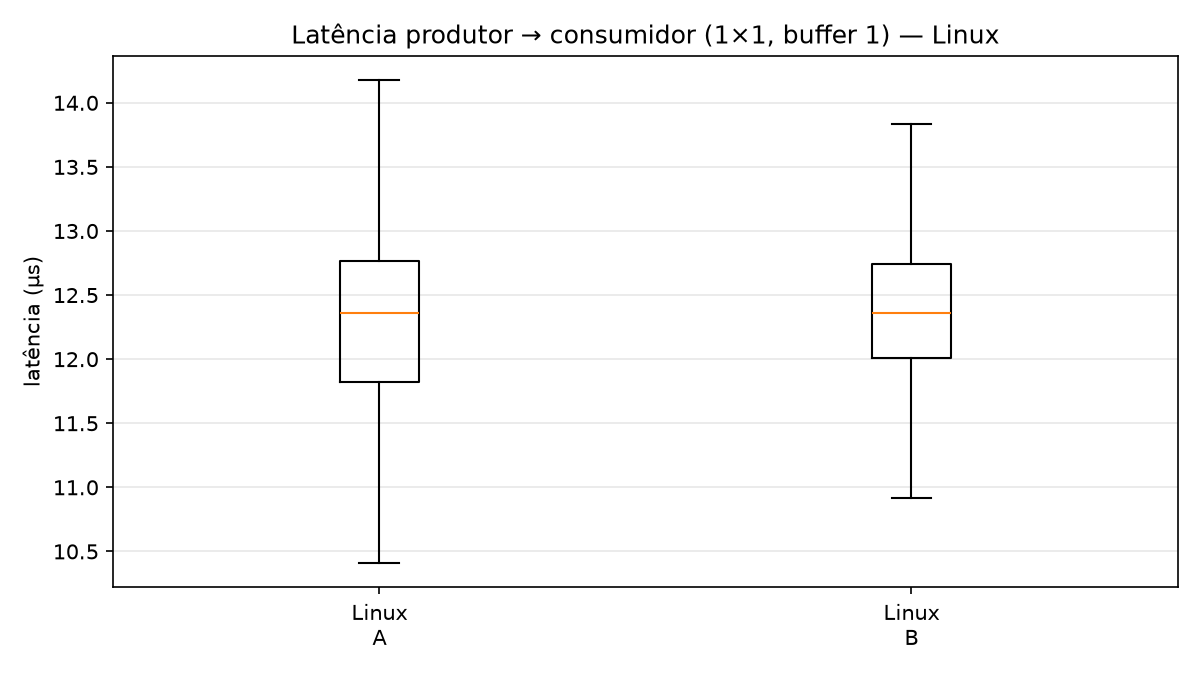 Latência produtor → consumidor (1×1, buffer 1) — Linux
latência (µs)
14.0
13.5
13.0
12.5
12.0
11.5
11.0
10.5
Linux
A
Linux
B